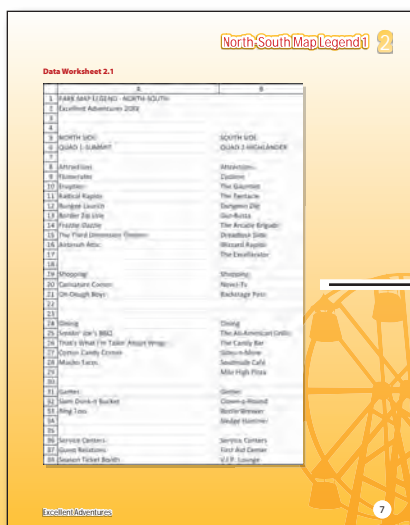 North-South Map Legend 1 2
Data Worksheet 2.1
A B
1 PARK MAP LEGEND - NORTH-SOUTH
2 Excellent Adventures
3
4
5 NORTH SIDE SOUTH SIDE
6 QUAD 1-SUMMIT QUAD 2-HIGHLANDER
7
8 Attractions Attractions
9 Flumerator Cyclone
10 Eruption The Gauntlet
11 Radical Rapids The Pentacle
12 Bungee Launch Dungeon Dig
13 Border Zip Line
14 Frazzle Dazzle The Arcade Brigade
15 The Third Dimension Theater Dreadlock Slide
16 Airbrush Attic Blizzard Rapids
17 The Excellerator
18
19 Shopping Shopping
20 Caricature Corner News-To
21 Oh Dough Boys Backstage Pass
22
23
24 Dining Dining
25 Smokin' Joe's BBQ The All-American Grille
26 That's What I'm Talkin' About Wrap The Candy Bar
27 Cotton Candy Corner Sides-n-More
28 Macho Tacos Southside Café
29 Mile High Pizza
30
31 Games Games
32 Slam Dunk-it Bucket Clown-a-Round
33 Ring Toss Bottle Breaker
34 Sledge Hammer
35
36 Service Centers Service Centers
37 Guest Relations First Aid Center
38 Season Ticket Booth V.I.P. Lounge
Excellent Adventures 7